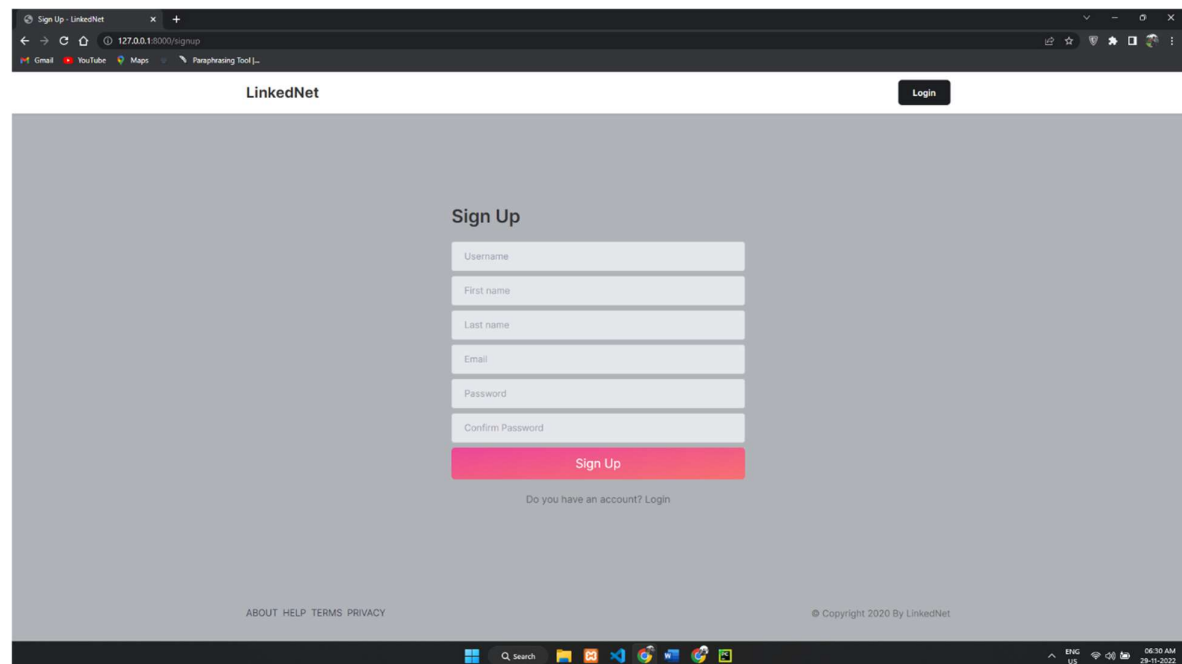 Sign Up - LinkedNet
127.0.0.1:8000/signup
Gmail YouTube Maps Paraphrasing Tool |...
LinkedNet Login
Sign Up
Username
First name
Last name
Email
Password
Confirm Password
Sign Up
Do you have an account? Login
ABOUT HELP TERMS PRIVACY © Copyright 2020 By LinkedNet
Search ENG US 06:30 AM
29-11-2022